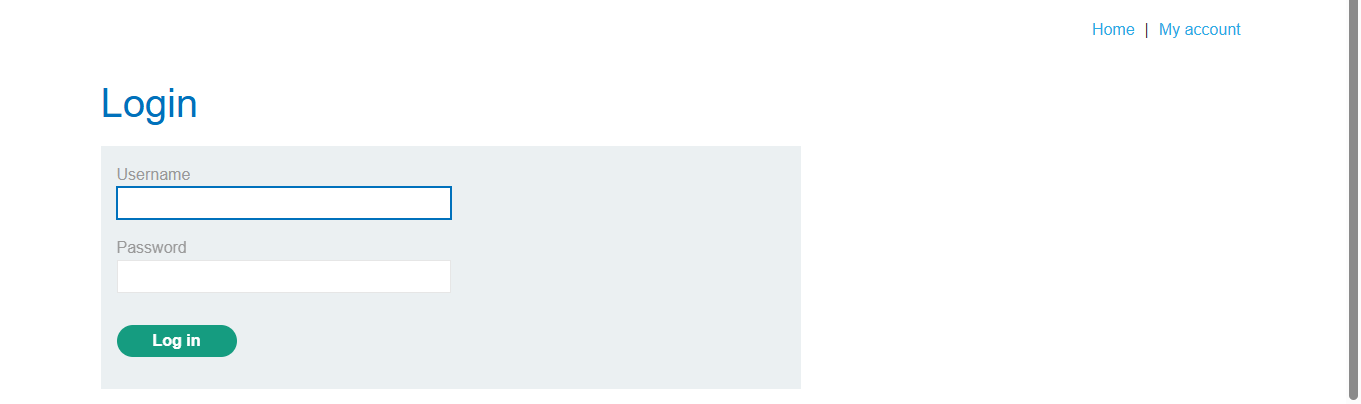 Home | My account
Login
Username
Password
Log in